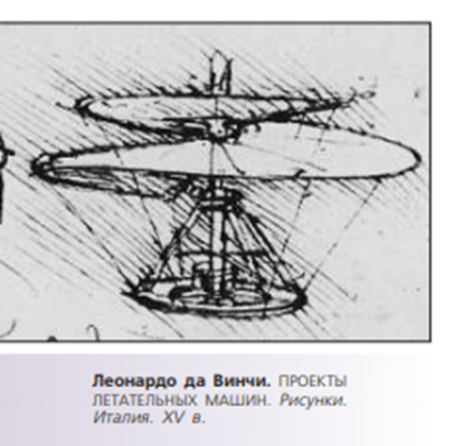 Леонардо да Винчи. ПРОЕКТЫ
ЛЕТАТЕЛЬНЫХ МАШИН. Рисунки.
Италия. XV в.